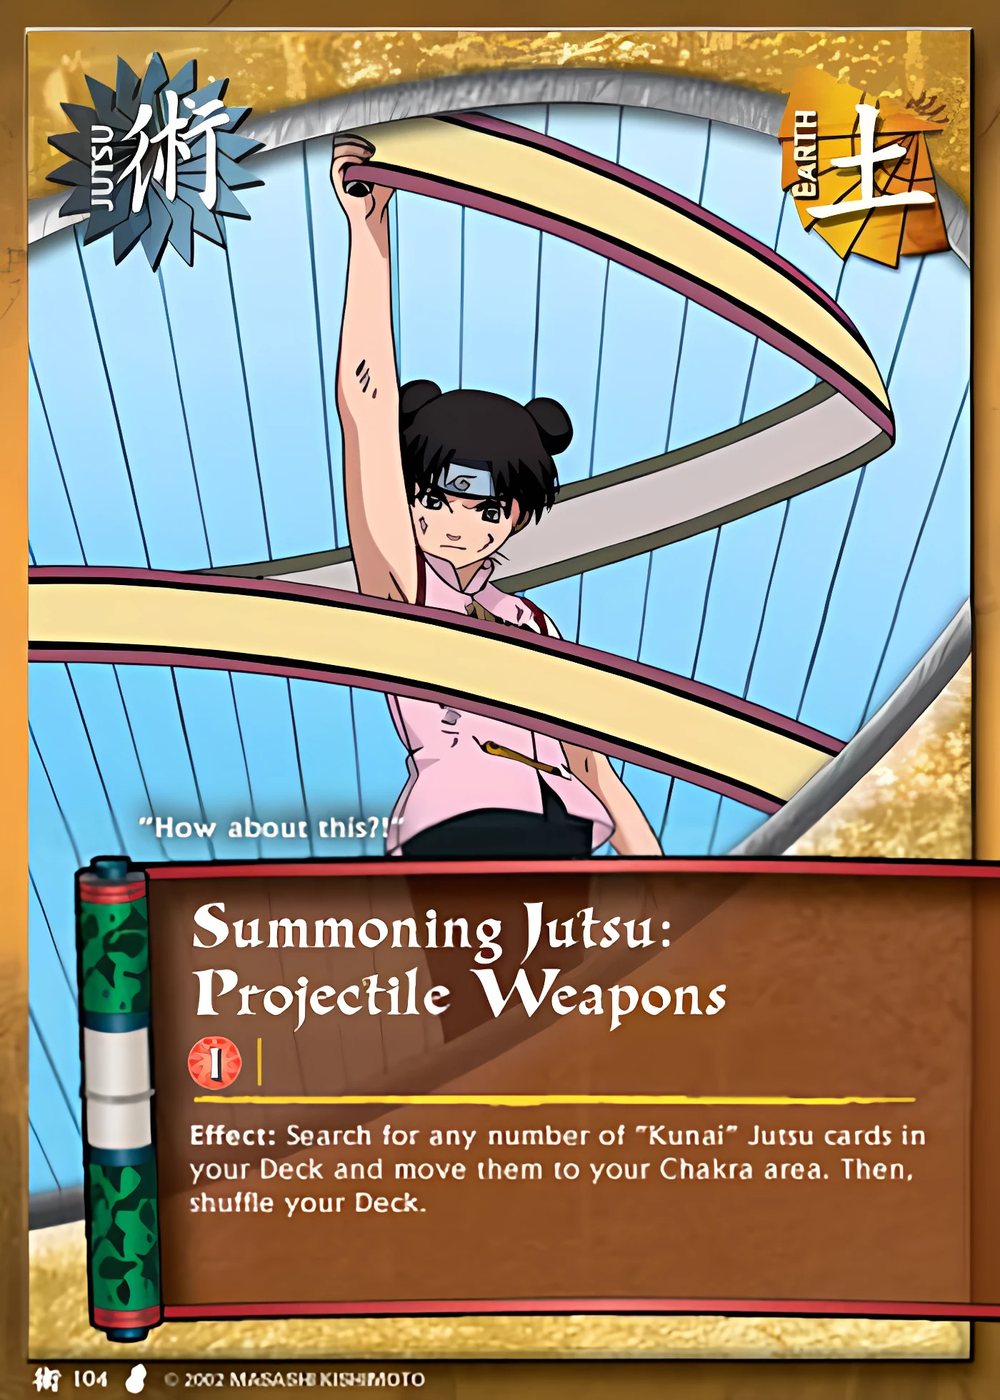 JUTSU 術
EARTH 土
"How about this?!"
Summoning Jutsu:
Projectile Weapons
1
Effect: Search for any number of "Kunai" Jutsu cards in
your Deck and move them to your Chakra area. Then,
shuffle your Deck.
術 104 © 2002 MASASHI KISHIMOTO